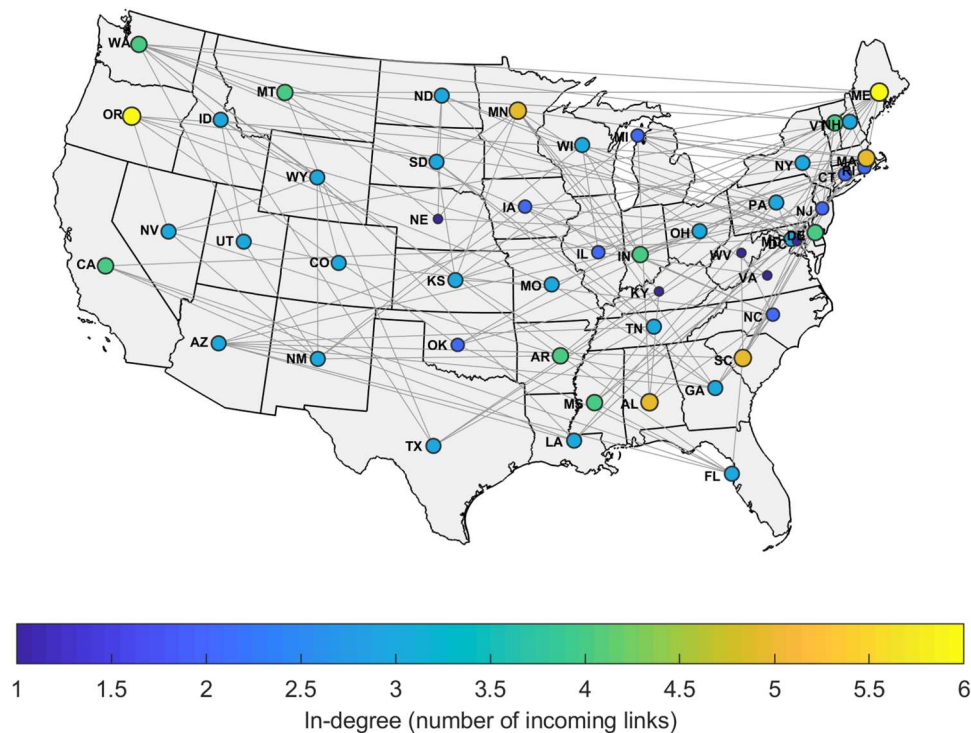 WA
ME
MT
ND
MN
OR
ID
VT
NH
MI
WI
MA
SD
NY
RI
WY
CT
PA
IA
NJ
NE
NV
OH
DE
UT
DC
IL
IN
WV
CA
CO
VA
KS
MO
KY
NC
TN
AZ
OK
AR
NM
SC
GA
MS
AL
LA
TX
FL
1 1.5 2 2.5 3 3.5 4 4.5 5 5.5 6
In-degree (number of incoming links)